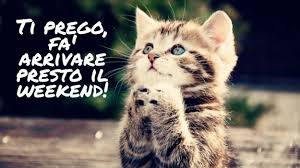 Ti prego,
fa'
arrivare
presto il
weekend!